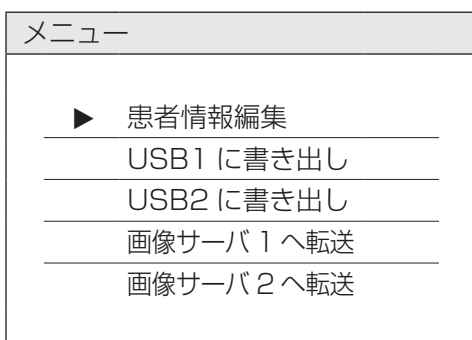 メニュー
▶ 患者情報編集
USB1 に書き出し
USB2 に書き出し
画像サーバ 1 へ転送
画像サーバ 2 へ転送